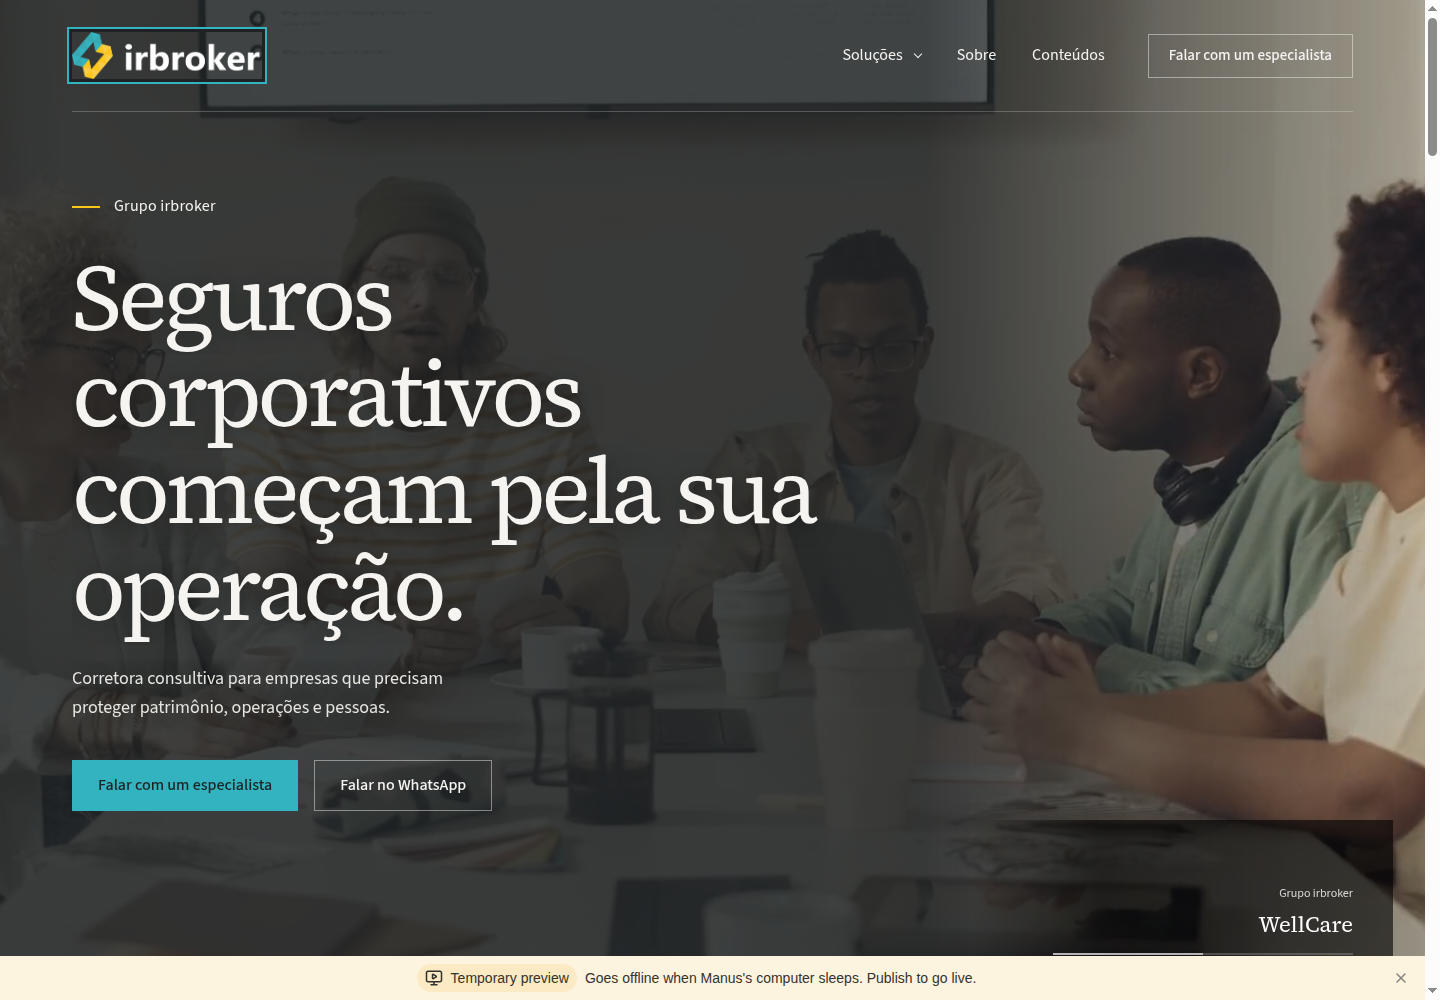 irbroker
Soluções
Sobre
Conteúdos
Falar com um especialista
Grupo irbroker
Seguros
corporativos
começam pela sua
operação.
Corretora consultiva para empresas que precisam
proteger patrimônio, operações e pessoas.
Falar com um especialista
Falar no WhatsApp
Grupo irbroker
WellCare
Temporary preview
Goes offline when Manus's computer sleeps. Publish to go live.